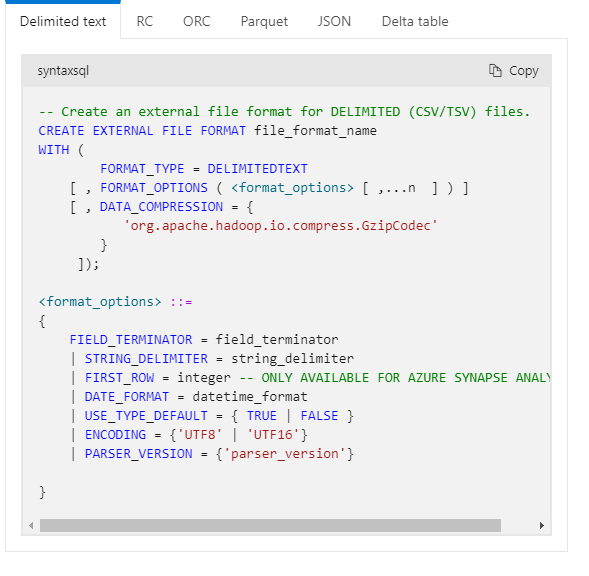 Delimited text RC ORC Parquet JSON Delta table
syntaxsql Copy
-- Create an external file format for DELIMITED (CSV/TSV) files.
CREATE EXTERNAL FILE FORMAT file_format_name
WITH (
        FORMAT_TYPE = DELIMITEDTEXT
    [ , FORMAT_OPTIONS ( <format_options> [ ,...n  ] ) ]
    [ , DATA_COMPRESSION = {
           'org.apache.hadoop.io.compress.GzipCodec'
        }
     ]);

<format_options> ::=
{
    FIELD_TERMINATOR = field_terminator
    | STRING_DELIMITER = string_delimiter
    | FIRST_ROW = integer -- ONLY AVAILABLE FOR AZURE SYNAPSE ANALY
    | DATE_FORMAT = datetime_format
    | USE_TYPE_DEFAULT = { TRUE | FALSE }
    | ENCODING = {'UTF8' | 'UTF16'}
    | PARSER_VERSION = {'parser_version'}

}